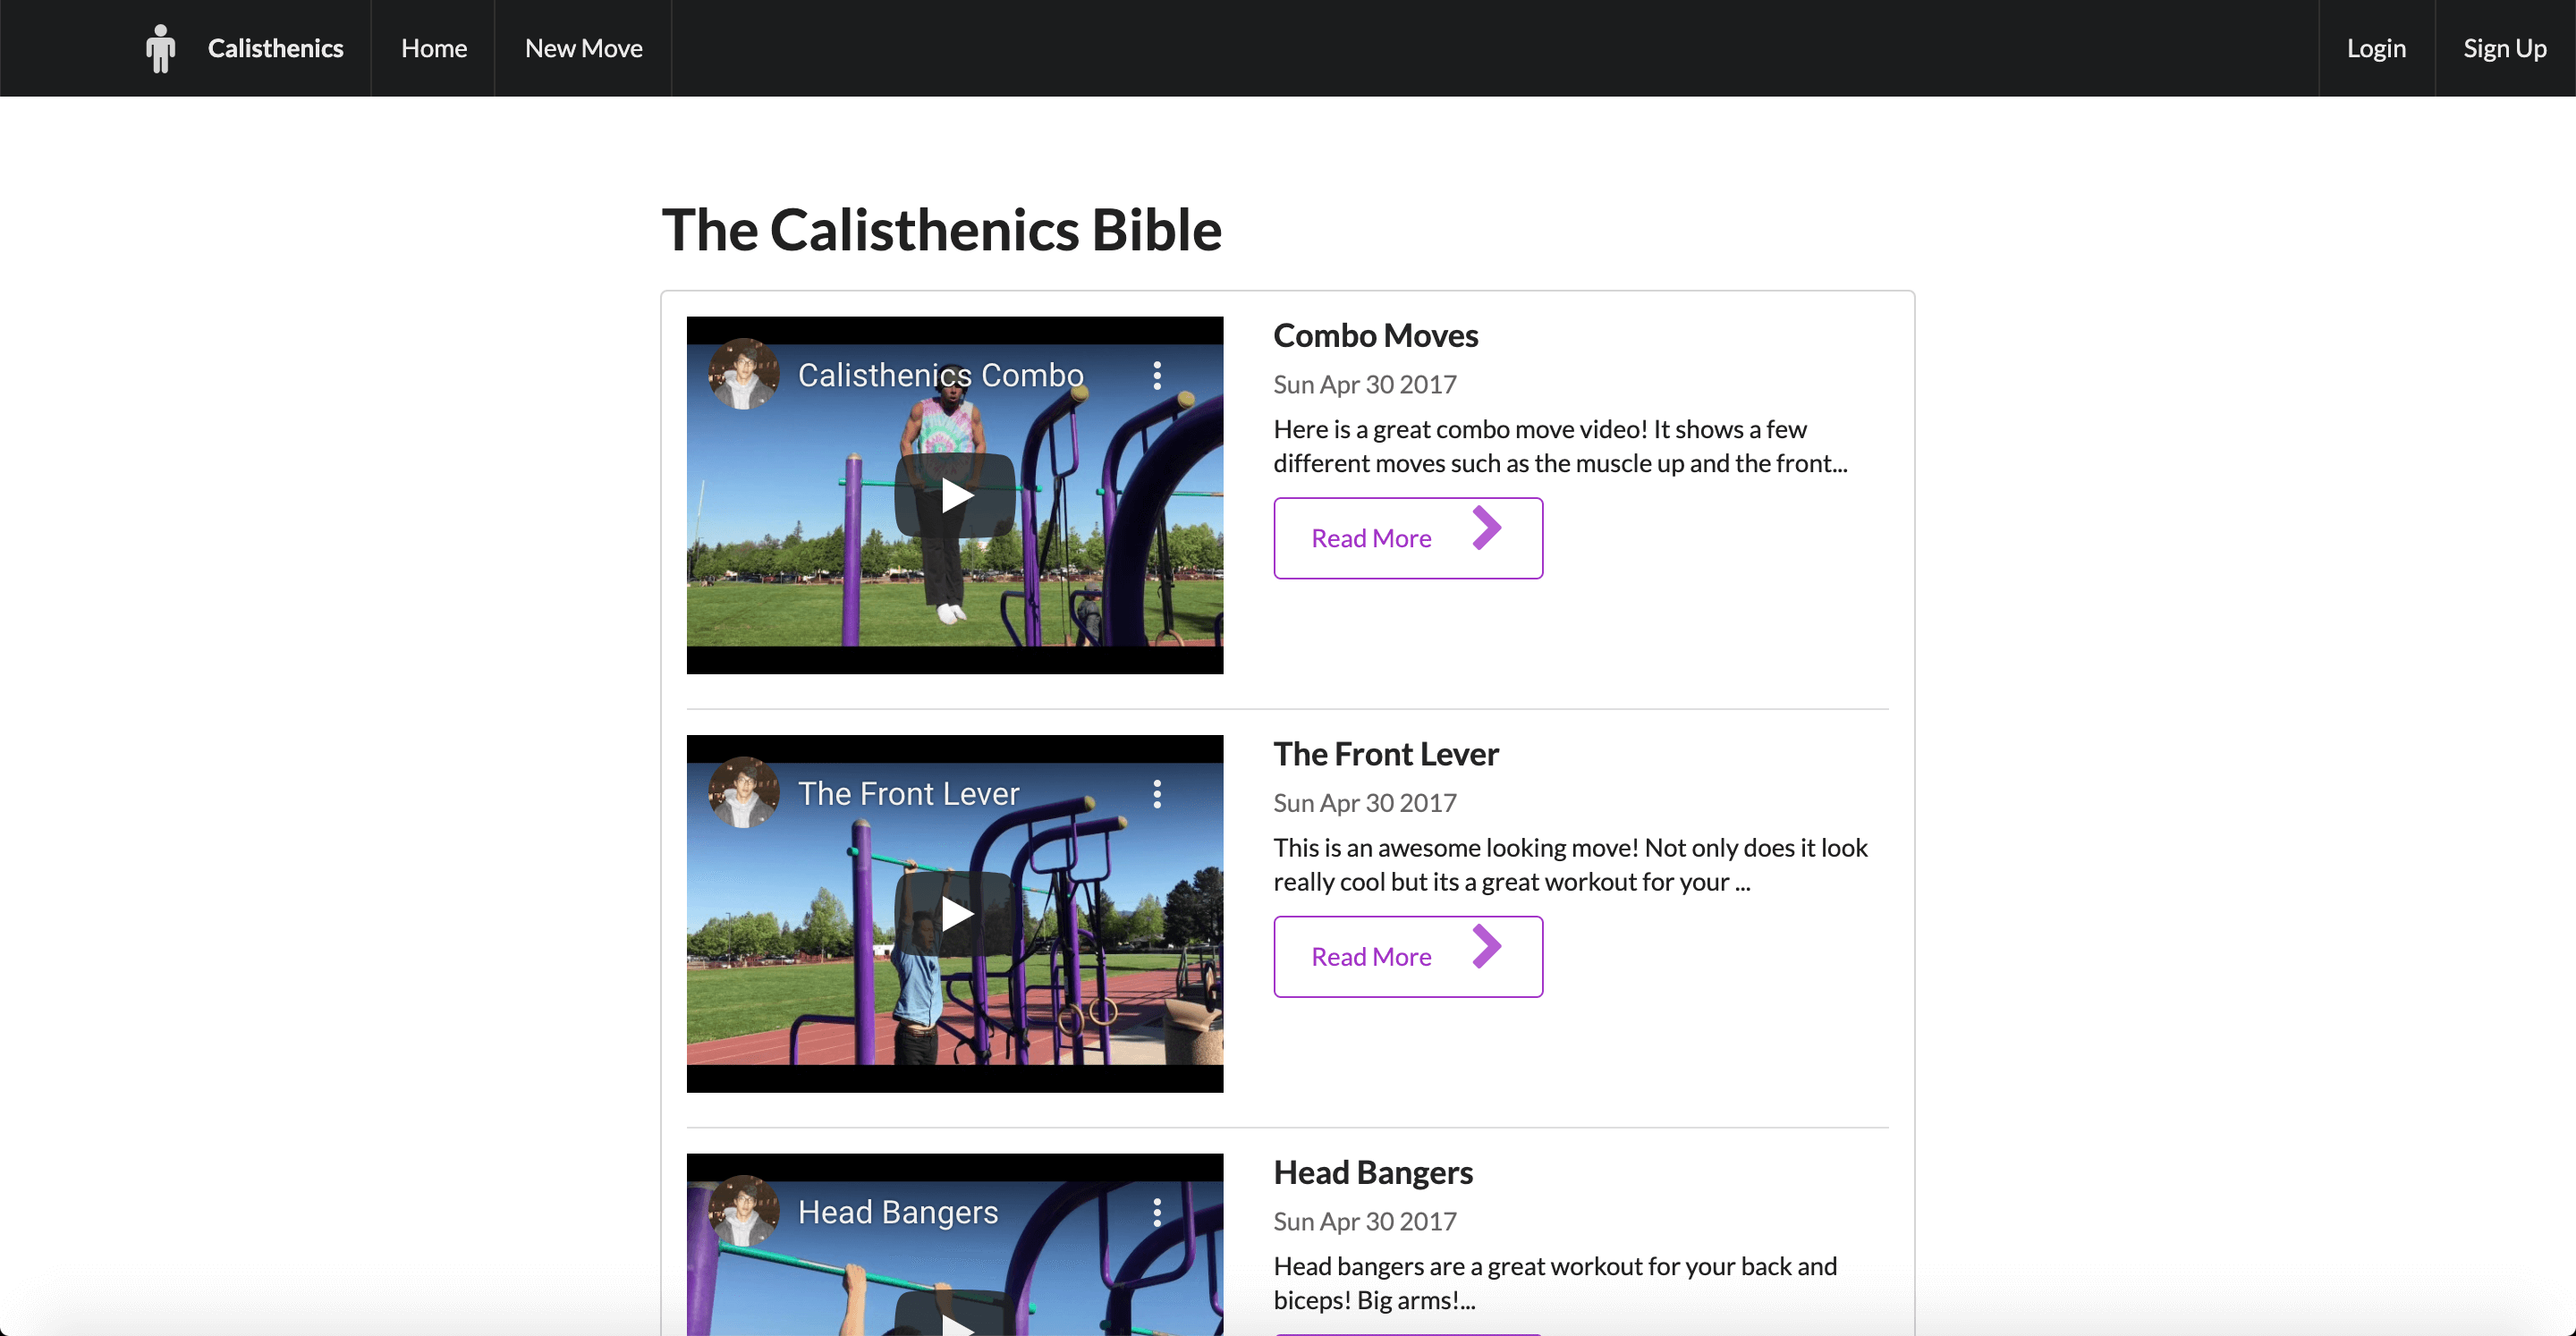 Calisthenics
Home
New Move
Login
Sign Up
The Calisthenics Bible
Calisthenics Combo
Combo Moves
Sun Apr 30 2017
Here is a great combo move video! It shows a few
different moves such as the muscle up and the front...
Read More
The Front Lever
The Front Lever
Sun Apr 30 2017
This is an awesome looking move! Not only does it look
really cool but its a great workout for your ...
Read More
Head Bangers
Head Bangers
Sun Apr 30 2017
Head bangers are a great workout for your back and
biceps! Big arms!...